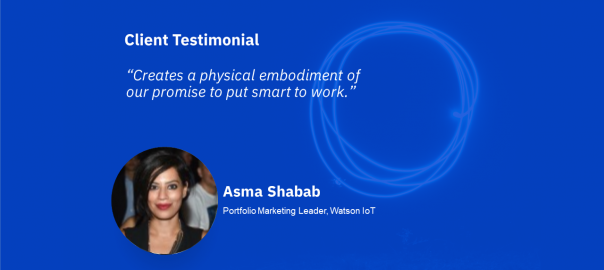 Client Testimonial
“Creates a physical embodiment of
our promise to put smart to work.”
Asma Shabab
Portfolio Marketing Leader, Watson IoT